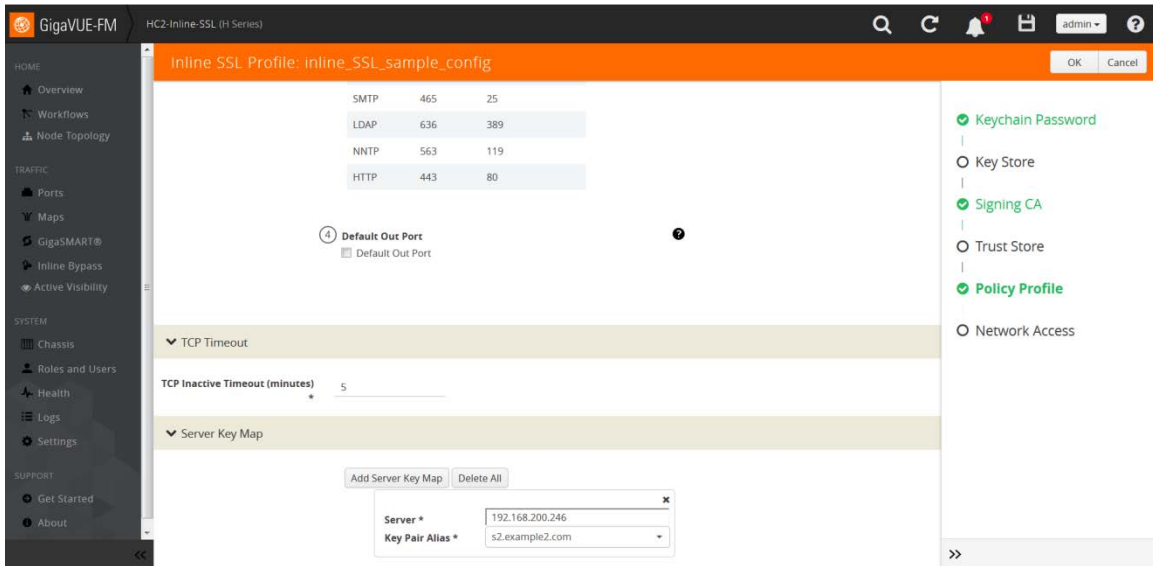 GigaVUE-FM HC2-Inline-SSL (H Series) 1 admin ?
Inline SSL Profile: inline_SSL_sample_config OK Cancel
HOME
Overview
Workflows
Node Topology
TRAFFIC
Ports
Maps
GigaSMART®
Inline Bypass
Active Visibility
SYSTEM
Chassis
Roles and Users
Health
Logs
Settings
SUPPORT
Get Started
About
SMTP 465 25
LDAP 636 389
NNTP 563 119
HTTP 443 80
4 Default Out Port ?
Default Out Port
TCP Timeout
TCP Inactive Timeout (minutes) 5
*
Server Key Map
Add Server Key Map Delete All
Server * 192.168.200.246
Key Pair Alias * s2.example2.com
Keychain Password
Key Store
Signing CA
Trust Store
Policy Profile
Network Access